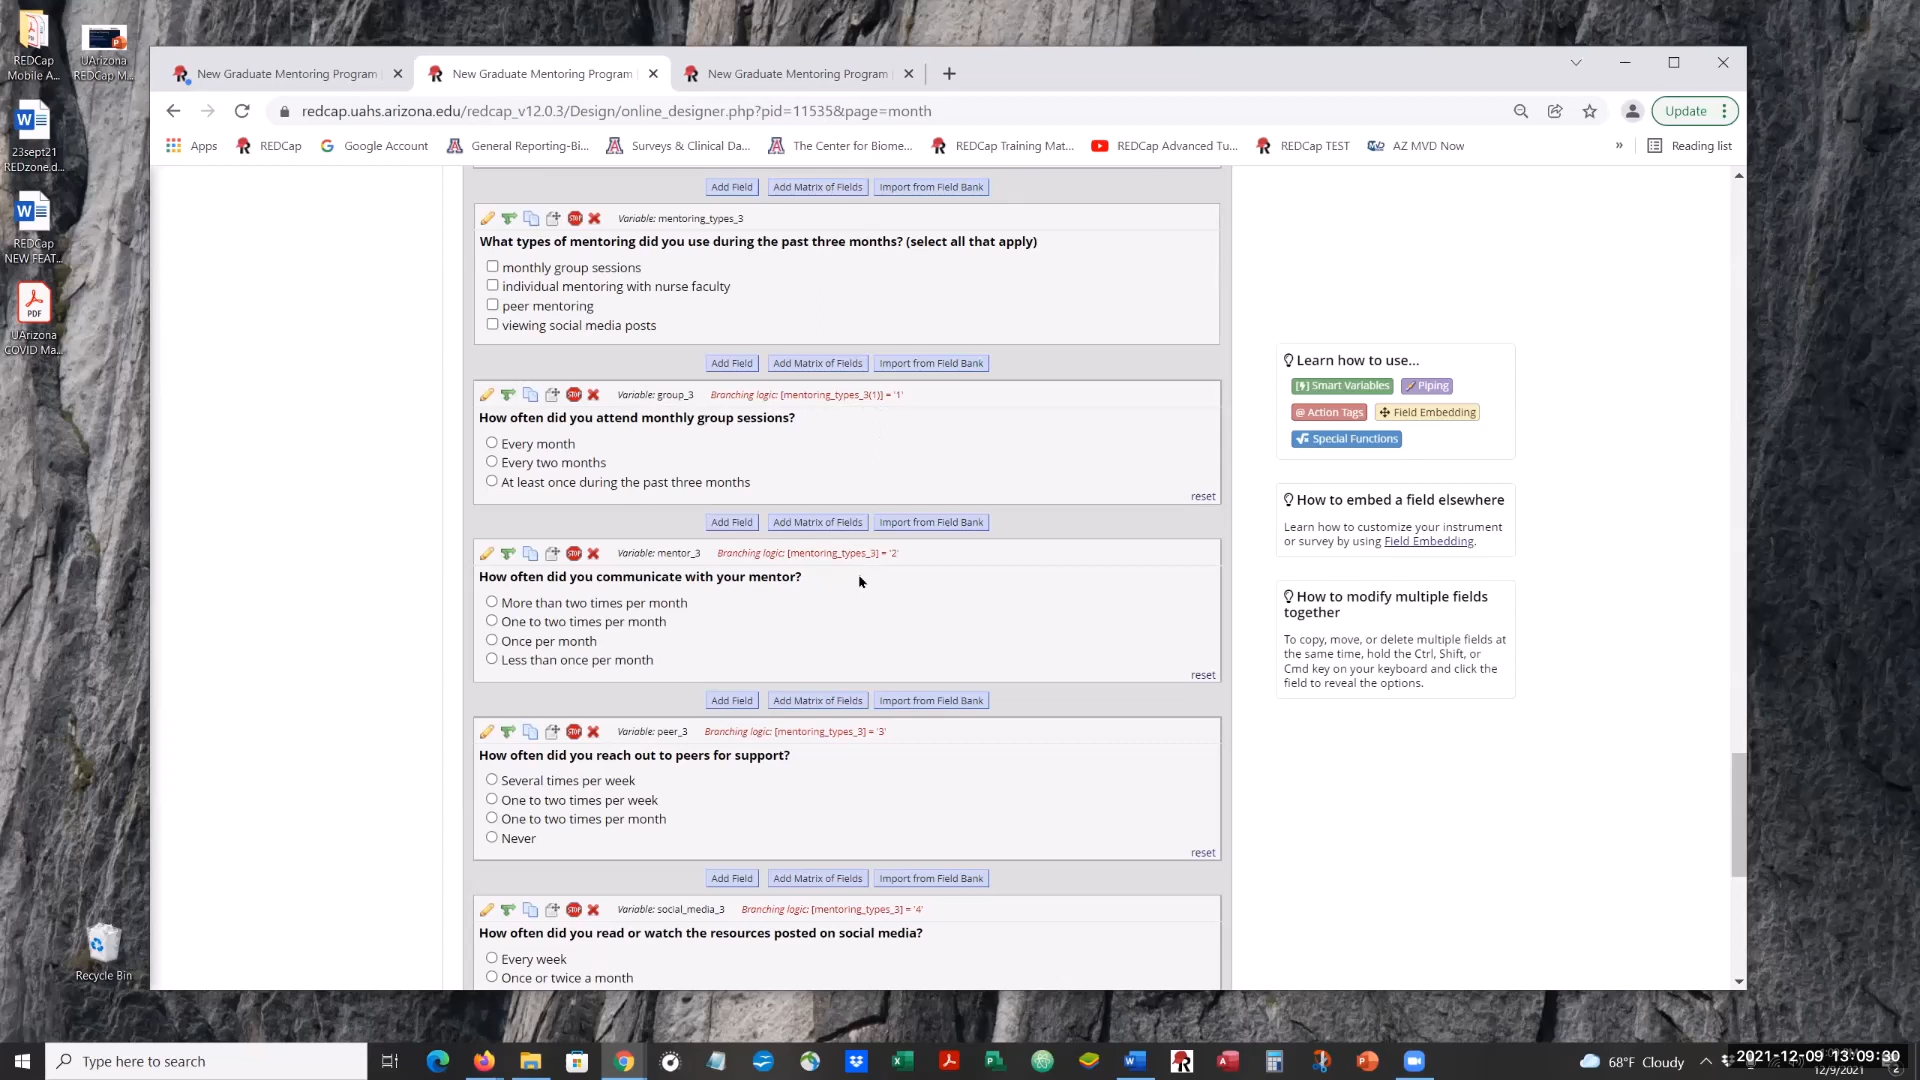 REDCap
Mobile A...
UArizona
REDCap M...
23sept21
REDzone.d...
REDCap
NEW FEAT...
PDF
UArizona
COVID Ma...
Recycle Bin
New Graduate Mentoring Program
New Graduate Mentoring Program
New Graduate Mentoring Program
redcap.uahs.arizona.edu/redcap_v12.0.3/Design/online_designer.php?pid=11535&page=month
Update
Apps
REDCap
Google Account
General Reporting-Bi...
Surveys & Clinical Da...
The Center for Biome...
REDCap Training Mat...
REDCap Advanced Tu...
REDCap TEST
AZ MVD Now
»
Reading list
Add Field Add Matrix of Fields Import from Field Bank
STOP Variable: mentoring_types_3
What types of mentoring did you use during the past three months? (select all that apply)
monthly group sessions
individual mentoring with nurse faculty
peer mentoring
viewing social media posts
Add Field Add Matrix of Fields Import from Field Bank
STOP Variable: group_3 Branching logic: [mentoring_types_3(1)] = '1'
How often did you attend monthly group sessions?
Every month
Every two months
At least once during the past three months
reset
Add Field Add Matrix of Fields Import from Field Bank
STOP Variable: mentor_3 Branching logic: [mentoring_types_3] = '2'
How often did you communicate with your mentor?
More than two times per month
One to two times per month
Once per month
Less than once per month
reset
Add Field Add Matrix of Fields Import from Field Bank
STOP Variable: peer_3 Branching logic: [mentoring_types_3] = '3'
How often did you reach out to peers for support?
Several times per week
One to two times per week
One to two times per month
Never
reset
Add Field Add Matrix of Fields Import from Field Bank
STOP Variable: social_media_3 Branching logic: [mentoring_types_3] = '4'
How often did you read or watch the resources posted on social media?
Every week
Once or twice a month
Learn how to use...
Smart Variables Piping
@ Action Tags Field Embedding
Special Functions
How to embed a field elsewhere
Learn how to customize your instrument
or survey by using Field Embedding.
How to modify multiple fields
together
To copy, move, or delete multiple fields at
the same time, hold the Ctrl, Shift, or
Cmd key on your keyboard and click the
field to reveal the options.
Type here to search
68°F Cloudy
2021-12-09 13:09:30
12/9/2021
2